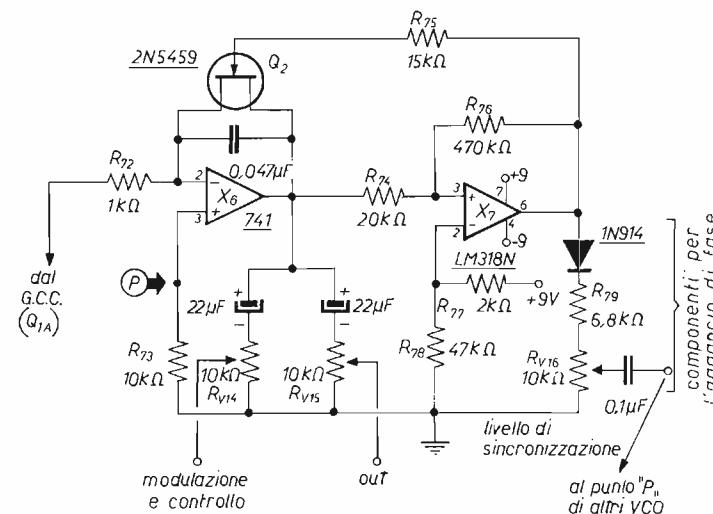 R75
15kΩ
2N5459
Q2
R76
470kΩ
0,047μF
R72
1kΩ
2
−
X6
+
3
741
R74
20kΩ
+9
7
3
+
X7
6
−
2
4
-9
LM318N
1N914
2kΩ
+9V
R77
R78
47kΩ
R79
6,8kΩ
RV16
10kΩ
0,1μF
dal
G.C.C.
(Q1A)
P
+
22μF
−
+
22μF
−
R73
10kΩ
10kΩ
RV14
10kΩ
RV15
livello di
sincronizzazione
modulazione
e controllo
out
al punto "P"
di altri VCO
componenti per
l'aggancio di fase